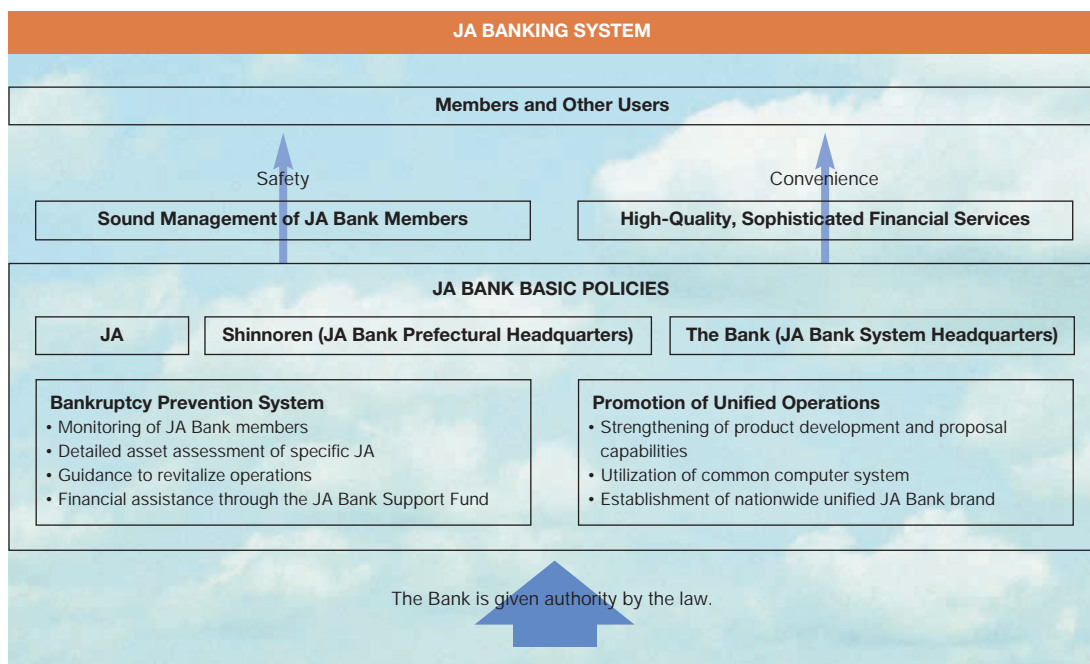 JA BANKING SYSTEM
Members and Other Users
Safety
Convenience
Sound Management of JA Bank Members
High-Quality, Sophisticated Financial Services
JA BANK BASIC POLICIES
JA
Shinnoren (JA Bank Prefectural Headquarters)
The Bank (JA Bank System Headquarters)
Bankruptcy Prevention System
• Monitoring of JA Bank members
• Detailed asset assessment of specific JA
• Guidance to revitalize operations
• Financial assistance through the JA Bank Support Fund
Promotion of Unified Operations
• Strengthening of product development and proposal
capabilities
• Utilization of common computer system
• Establishment of nationwide unified JA Bank brand
The Bank is given authority by the law.